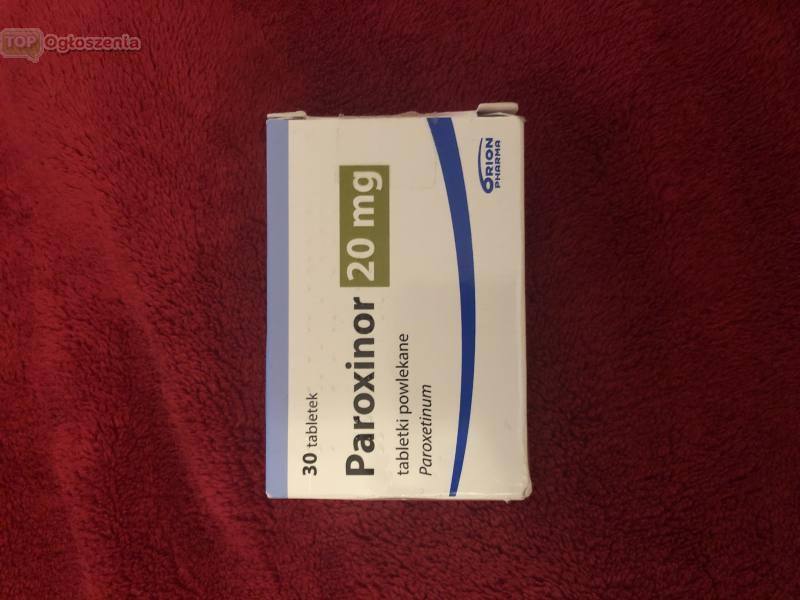 TOP Ogłoszenia
30 tabletek
Paroxinor 20 mg
tabletki powlekane
Paroxetinum
ORION
PHARMA